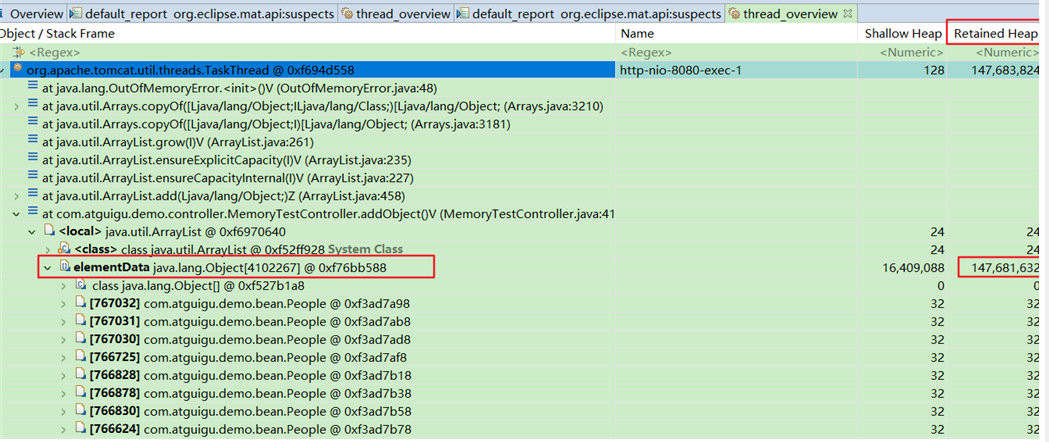 Overview default_report org.eclipse.mat.api:suspects thread_overview default_report org.eclipse.mat.api:suspects thread_overview
Object / Stack Frame Name Shallow Heap Retained Heap
<Regex> <Regex> <Numeric> <Numeric>
org.apache.tomcat.util.threads.TaskThread @ 0xf694d558 http-nio-8080-exec-1 128 147,683,824
at java.lang.OutOfMemoryError.<init>()V (OutOfMemoryError.java:48)
at java.util.Arrays.copyOf([Ljava/lang/Object;ILjava/lang/Class;)[Ljava/lang/Object; (Arrays.java:3210)
at java.util.Arrays.copyOf([Ljava/lang/Object;I)[Ljava/lang/Object; (Arrays.java:3181)
at java.util.ArrayList.grow(I)V (ArrayList.java:261)
at java.util.ArrayList.ensureExplicitCapacity(I)V (ArrayList.java:235)
at java.util.ArrayList.ensureCapacityInternal(I)V (ArrayList.java:227)
at java.util.ArrayList.add(Ljava/lang/Object;)Z (ArrayList.java:458)
at com.atguigu.demo.controller.MemoryTestController.addObject()V (MemoryTestController.java:41
<local> java.util.ArrayList @ 0xf6970640 24 24
<class> class java.util.ArrayList @ 0xf52ff928 System Class 24 24
elementData java.lang.Object[4102267] @ 0xf76bb588 16,409,088 147,681,632
class java.lang.Object[] @ 0xf527b1a8 0 0
[767032] com.atguigu.demo.bean.People @ 0xf3ad7a98 32 32
[767031] com.atguigu.demo.bean.People @ 0xf3ad7ab8 32 32
[767030] com.atguigu.demo.bean.People @ 0xf3ad7ad8 32 32
[766725] com.atguigu.demo.bean.People @ 0xf3ad7af8 32 32
[766828] com.atguigu.demo.bean.People @ 0xf3ad7b18 32 32
[766878] com.atguigu.demo.bean.People @ 0xf3ad7b38 32 32
[766830] com.atguigu.demo.bean.People @ 0xf3ad7b58 32 32
[766624] com.atguigu.demo.bean.People @ 0xf3ad7b78 32 32